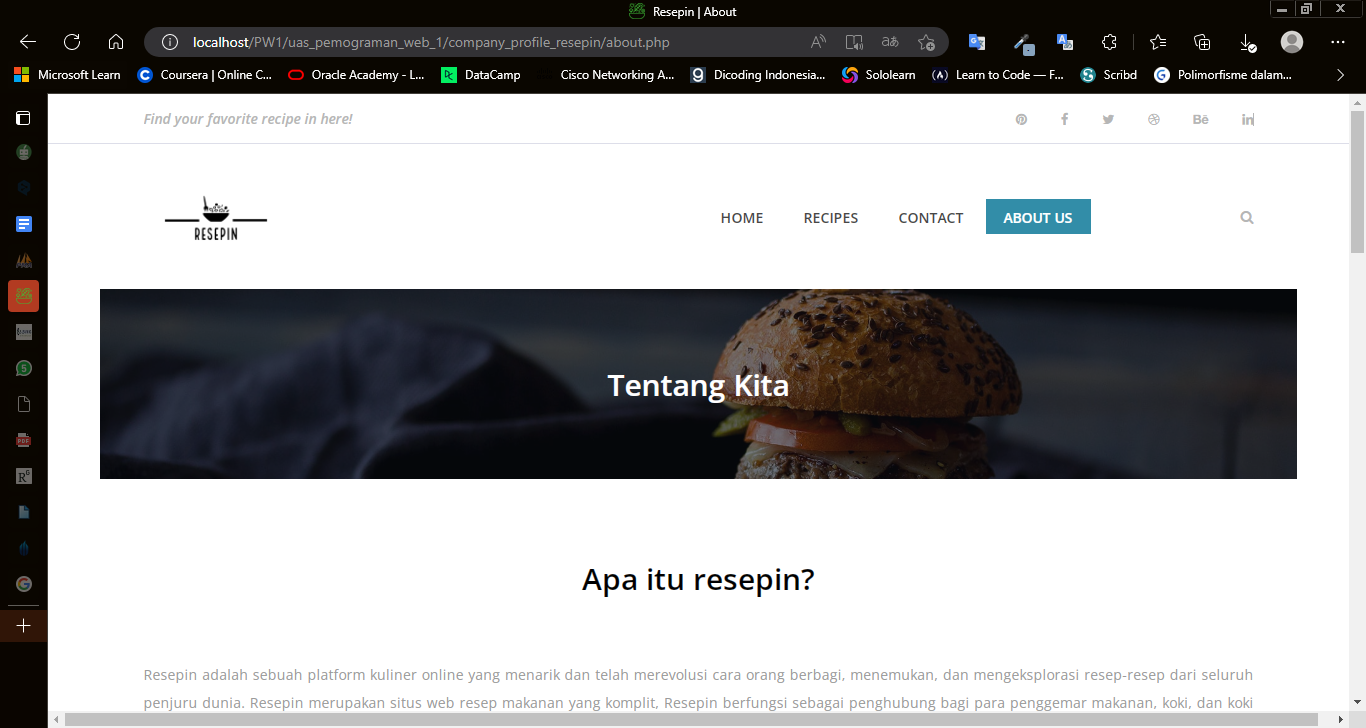 Resepin | About
localhost/PW1/uas_pemograman_web_1/company_profile_resepin/about.php
Microsoft Learn
Coursera | Online C...
Oracle Academy - L...
DataCamp
Cisco Networking A...
Dicoding Indonesia...
Sololearn
Learn to Code — F...
Scribd
Polimorfisme dalam...
Find your favorite recipe in here!
RESEPIN
HOME
RECIPES
CONTACT
ABOUT US
Tentang Kita
Apa itu resepin?
Resepin adalah sebuah platform kuliner online yang menarik dan telah merevolusi cara orang berbagi, menemukan, dan mengeksplorasi resep-resep dari seluruh
penjuru dunia. Resepin merupakan situs web resep makanan yang komplit, Resepin berfungsi sebagai penghubung bagi para penggemar makanan, koki, dan koki